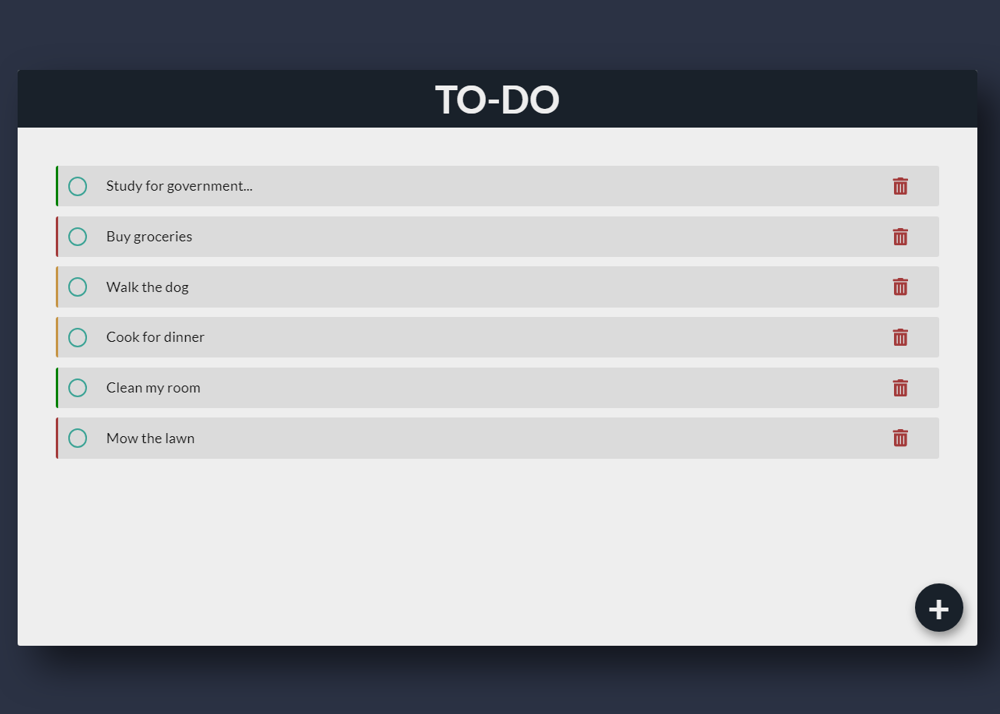 TO-DO
Study for government...
Buy groceries
Walk the dog
Cook for dinner
Clean my room
Mow the lawn
+